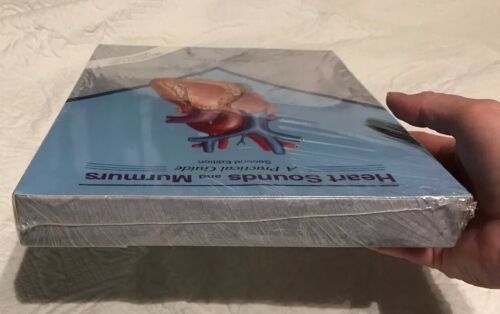 Heart Sounds and Murmurs
A Practical Guide
Second Edition